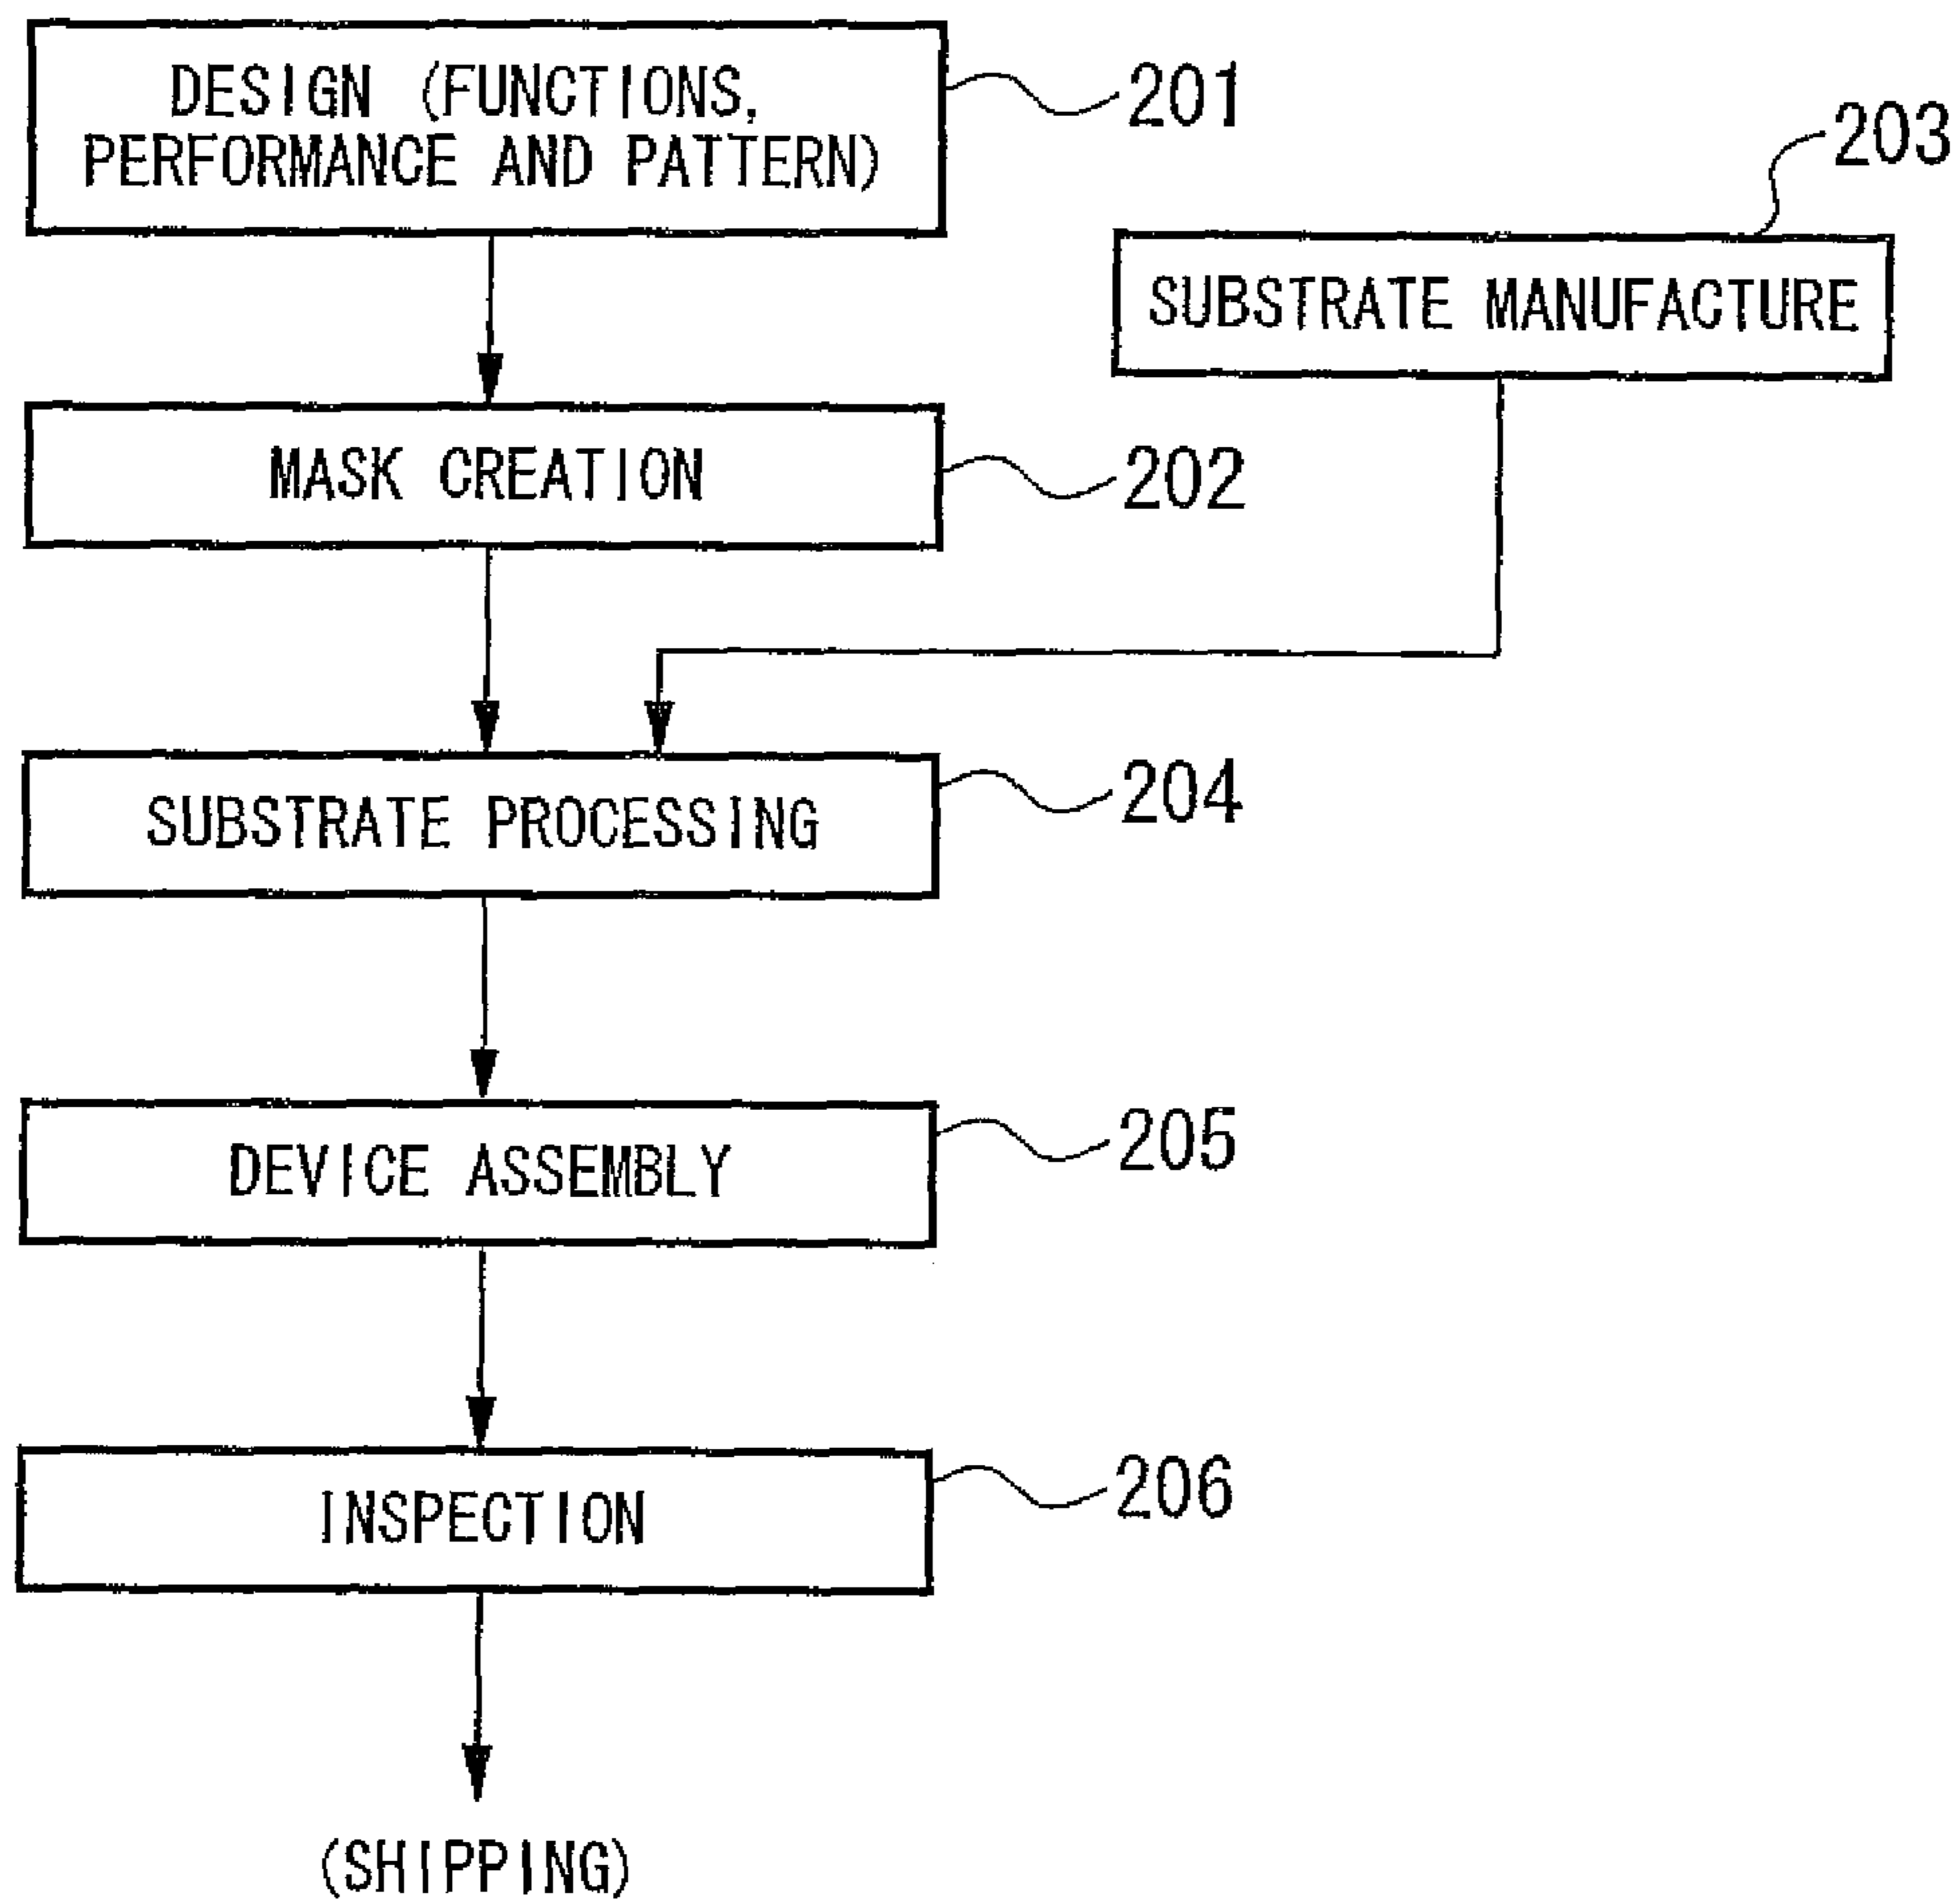 DESIGN (FUNCTIONS,
PERFORMANCE AND PATTERN)
201
203
SUBSTRATE MANUFACTURE
MASK CREATION
202
SUBSTRATE PROCESSING
204
DEVICE ASSEMBLY
205
INSPECTION
206
(SHIPPING)